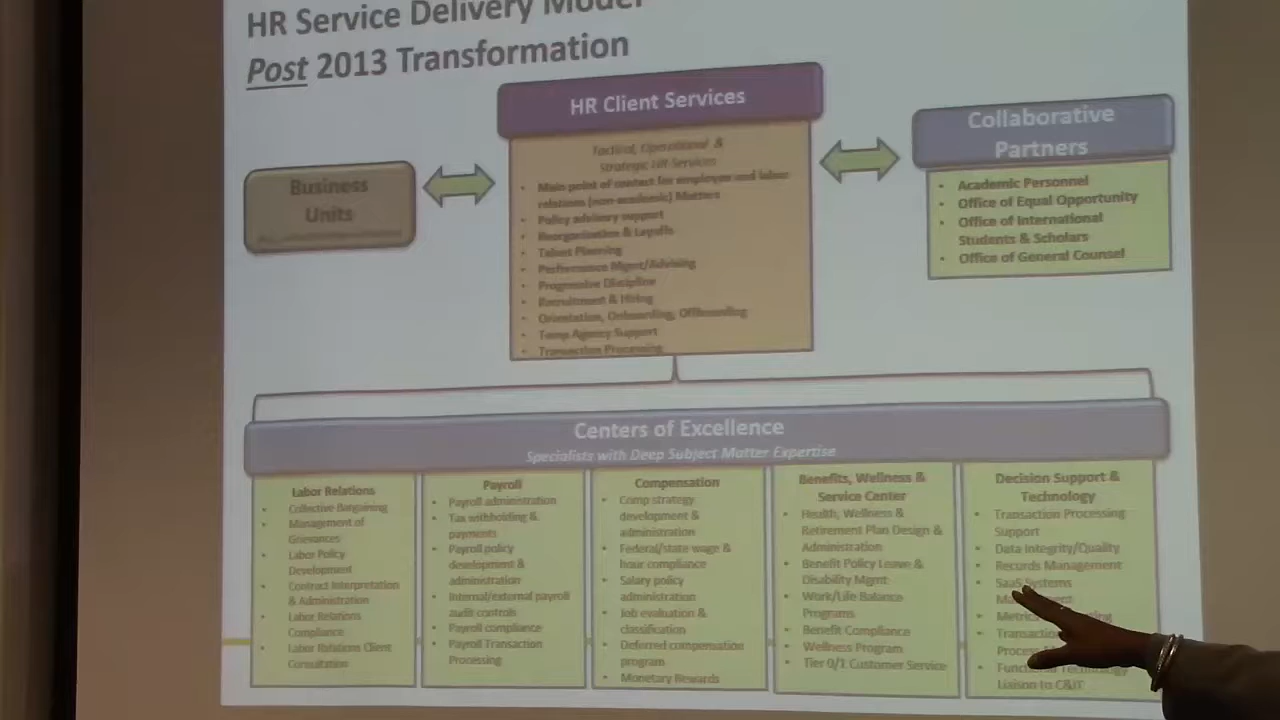 HR Service Delivery Model
Post 2013 Transformation
HR Client Services
Tactical, Operational &
Strategic HR Services
• Main point of contact for employee and labor
relations (non-academic) Matters
• Policy advisory support
• Reorganization & Layoffs
• Talent Planning
• Performance Mgmt/Advising
• Progressive Discipline
• Recruitment & Hiring
• Orientation, Onboarding, Offboarding
• Temp Agency Support
• Transaction Processing
Business
Units
Collaborative
Partners
• Academic Personnel
• Office of Equal Opportunity
• Office of International
Students & Scholars
• Office of General Counsel
Centers of Excellence
Specialists with Deep Subject Matter Expertise
Labor Relations
• Collective Bargaining
• Management of
Grievances
• Labor Policy
Development
• Contract Interpretation
& Administration
• Labor Relations
Compliance
• Labor Relations Client
Consultation
Payroll
• Payroll administration
• Tax withholding &
payments
• Payroll policy
development &
administration
• Internal/external payroll
audit controls
• Payroll compliance
• Payroll Transaction
Processing
Compensation
• Comp strategy
development &
administration
• Federal/state wage &
hour compliance
• Salary policy
administration
• Job evaluation &
classification
• Deferred compensation
program
• Monetary Rewards
Benefits, Wellness &
Service Center
• Health, Wellness &
Retirement Plan Design &
Administration
• Benefit Policy Leave &
Disability Mgmt
• Work/Life Balance
Programs
• Benefit Compliance
• Wellness Program
• Tier 0/1 Customer Service
Decision Support &
Technology
• Transaction Processing
Support
• Data Integrity/Quality
• Records Management
• SaaS Systems
• Metrics
• Transaction
• Technology
Liaison to C&IT